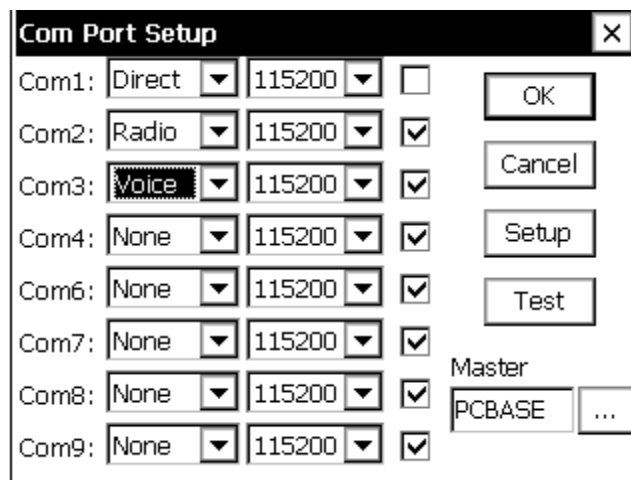 Com Port Setup
Com1: Direct 115200
OK
Com2: Radio 115200
Com3: Voice 115200
Cancel
Com4: None 115200
Setup
Com6: None 115200
Test
Com7: None 115200
Master
Com8: None 115200
PCBASE ...
Com9: None 115200